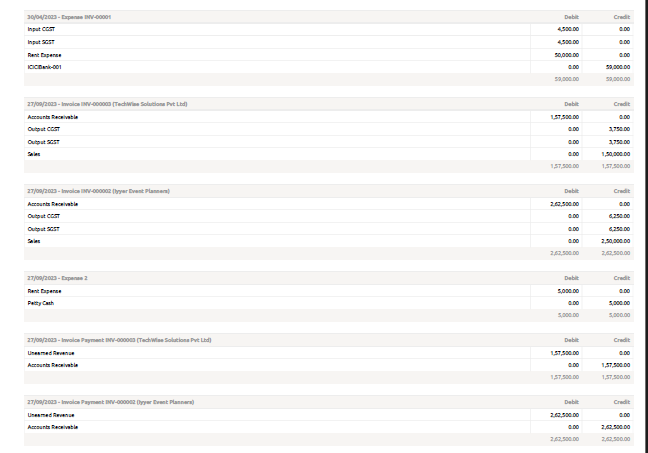 30/04/2023 - Expense INV-00001 Debit Credit
Input CGST 4,500.00 0.00
Input SGST 4,500.00 0.00
Rent Expense 50,000.00 0.00
ICICIBank-001 0.00 59,000.00
59,000.00 59,000.00
27/09/2023 - Invoice INV-000003 (TechWise Solutions Pvt Ltd) Debit Credit
Accounts Receivable 1,57,500.00 0.00
Output CGST 0.00 3,750.00
Output SGST 0.00 3,750.00
Sales 0.00 1,50,000.00
1,57,500.00 1,57,500.00
27/09/2023 - Invoice INV-000002 (Iyyer Event Planners) Debit Credit
Accounts Receivable 2,62,500.00 0.00
Output CGST 0.00 6,250.00
Output SGST 0.00 6,250.00
Sales 0.00 2,50,000.00
2,62,500.00 2,62,500.00
27/09/2023 - Expense 2 Debit Credit
Rent Expense 5,000.00 0.00
Petty Cash 0.00 5,000.00
5,000.00 5,000.00
27/09/2023 - Invoice Payment INV-000003 (TechWise Solutions Pvt Ltd) Debit Credit
Unearned Revenue 1,57,500.00 0.00
Accounts Receivable 0.00 1,57,500.00
1,57,500.00 1,57,500.00
27/09/2023 - Invoice Payment INV-000002 (Iyyer Event Planners) Debit Credit
Unearned Revenue 2,62,500.00 0.00
Accounts Receivable 0.00 2,62,500.00
2,62,500.00 2,62,500.00